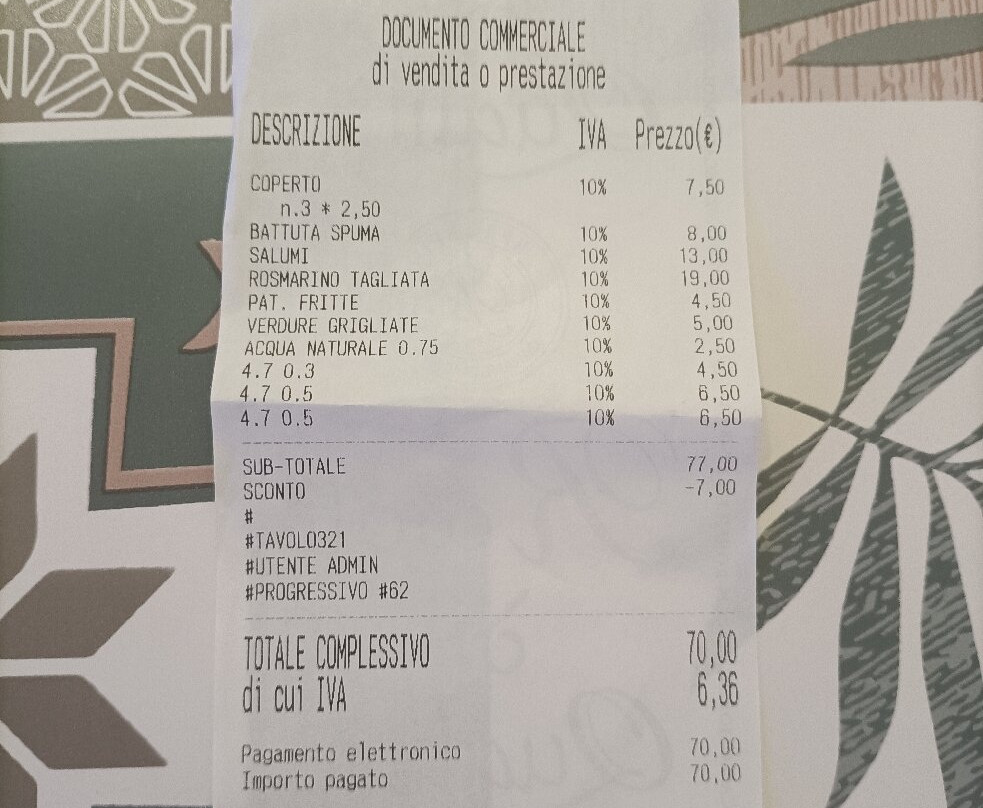 DOCUMENTO COMMERCIALE
di vendita o prestazione
DESCRIZIONE IVA Prezzo(€)
COPERTO 10% 7,50
n.3 * 2,50
BATTUTA SPUMA 10% 8,00
SALUMI 10% 13,00
ROSMARINO TAGLIATA 10% 19,00
PAT. FRITTE 10% 4,50
VERDURE GRIGLIATE 10% 5,00
ACQUA NATURALE 0.75 10% 2,50
4.7 0.3 10% 4,50
4.7 0.5 10% 6,50
4.7 0.5 10% 6,50
SUB-TOTALE 77,00
SCONTO -7,00
#
#TAVOLO321
#UTENTE ADMIN
#PROGRESSIVO #62
TOTALE COMPLESSIVO 70,00
di cui IVA 6,36
Pagamento elettronico 70,00
Importo pagato 70,00